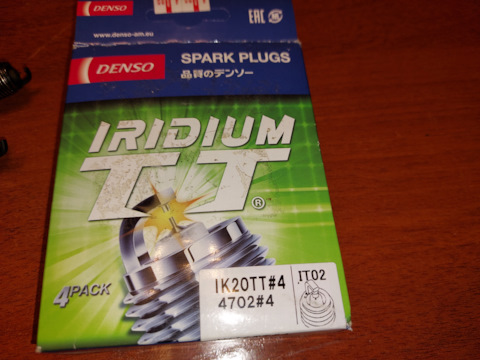 DENSO
EAC
www.denso-am.eu
DENSO
SPARK PLUGS
品質のデンソー
IRIDIUM
TT®
4PACK
IK20TT#4
4702#4
IT02